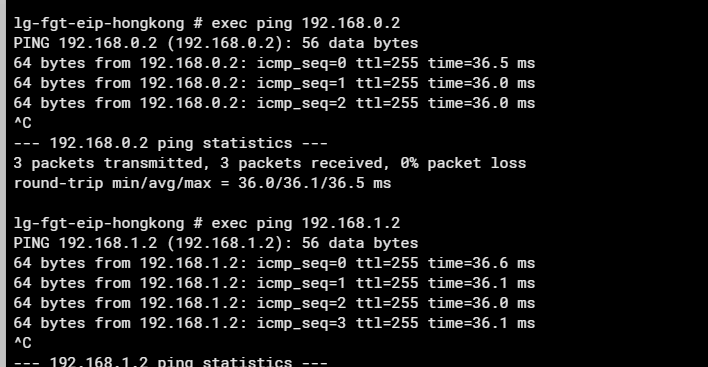 lg-fgt-eip-hongkong # exec ping 192.168.0.2
PING 192.168.0.2 (192.168.0.2): 56 data bytes
64 bytes from 192.168.0.2: icmp_seq=0 ttl=255 time=36.5 ms
64 bytes from 192.168.0.2: icmp_seq=1 ttl=255 time=36.0 ms
64 bytes from 192.168.0.2: icmp_seq=2 ttl=255 time=36.0 ms
^C
--- 192.168.0.2 ping statistics ---
3 packets transmitted, 3 packets received, 0% packet loss
round-trip min/avg/max = 36.0/36.1/36.5 ms
lg-fgt-eip-hongkong # exec ping 192.168.1.2
PING 192.168.1.2 (192.168.1.2): 56 data bytes
64 bytes from 192.168.1.2: icmp_seq=0 ttl=255 time=36.6 ms
64 bytes from 192.168.1.2: icmp_seq=1 ttl=255 time=36.1 ms
64 bytes from 192.168.1.2: icmp_seq=2 ttl=255 time=36.0 ms
64 bytes from 192.168.1.2: icmp_seq=3 ttl=255 time=36.1 ms
^C
--- 192.168.1.2 ping statistics ---